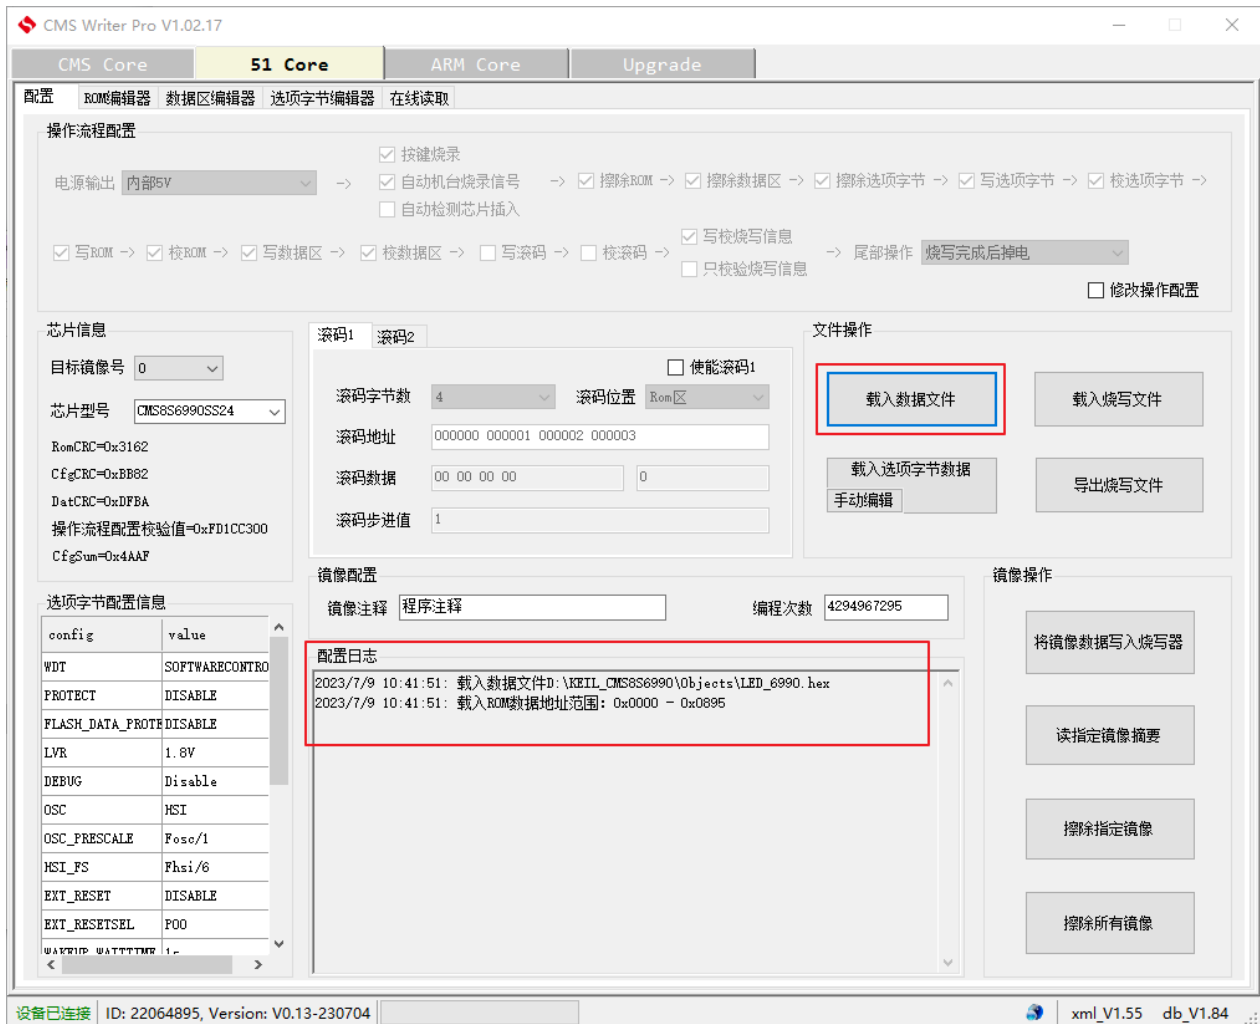 CMS Writer Pro V1.02.17
CMS Core
51 Core
ARM Core
Upgrade
配置
ROM编辑器
数据区编辑器
选项字节编辑器
在线读取
操作流程配置
电源输出
内部5V
->
按键烧录
自动机台烧录信号
自动检测芯片插入
->
擦除ROM ->
擦除数据区 ->
擦除选项字节 ->
写选项字节 ->
校选项字节 ->
写ROM ->
校ROM ->
写数据区 ->
校数据区 ->
写滚码 ->
校滚码 ->
写校烧写信息
只校验烧写信息
-> 尾部操作
烧写完成后掉电
修改操作配置
芯片信息
目标镜像号
0
芯片型号
CMS8S6990SS24
RomCRC=0x3162
CfgCRC=0xBB82
DatCRC=0xDFBA
操作流程配置校验值=0xFD1CC300
CfgSum=0x4AAF
滚码1
滚码2
使能滚码1
滚码字节数
4
滚码位置
Rom区
滚码地址
000000 000001 000002 000003
滚码数据
00 00 00 00
0
滚码步进值
1
文件操作
载入数据文件
载入烧写文件
载入选项字节数据
手动编辑
导出烧写文件
选项字节配置信息
config value
WDT SOFTWARECONTRO
PROTECT DISABLE
FLASH_DATA_PROTE DISABLE
LVR 1.8V
DEBUG Disable
OSC HSI
OSC_PRESCALE Fosc/1
HSI_FS Fhsi/6
EXT_RESET DISABLE
EXT_RESETSEL P00
WAKEUP_WAITTIME 1s
镜像配置
镜像注释
程序注释
编程次数
4294967295
配置日志
2023/7/9 10:41:51: 载入数据文件D:\KEIL_CMS8S6990\Objects\LED_6990.hex
2023/7/9 10:41:51: 载入ROM数据地址范围: 0x0000 - 0x0895
镜像操作
将镜像数据写入烧写器
读指定镜像摘要
擦除指定镜像
擦除所有镜像
设备已连接
ID: 22064895, Version: V0.13-230704
xml_V1.55
db_V1.84